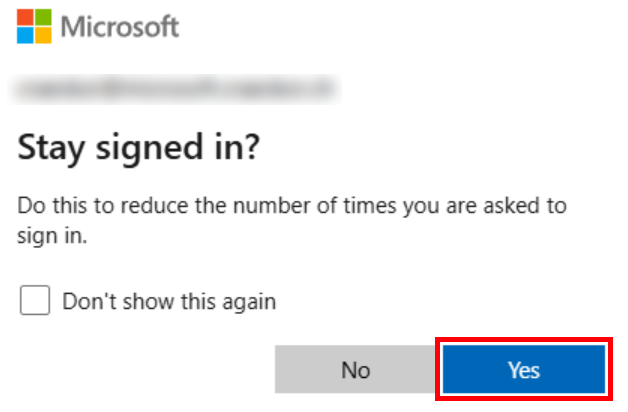 Microsoft
Stay signed in?
Do this to reduce the number of times you are asked to
sign in.
Don't show this again
No
Yes